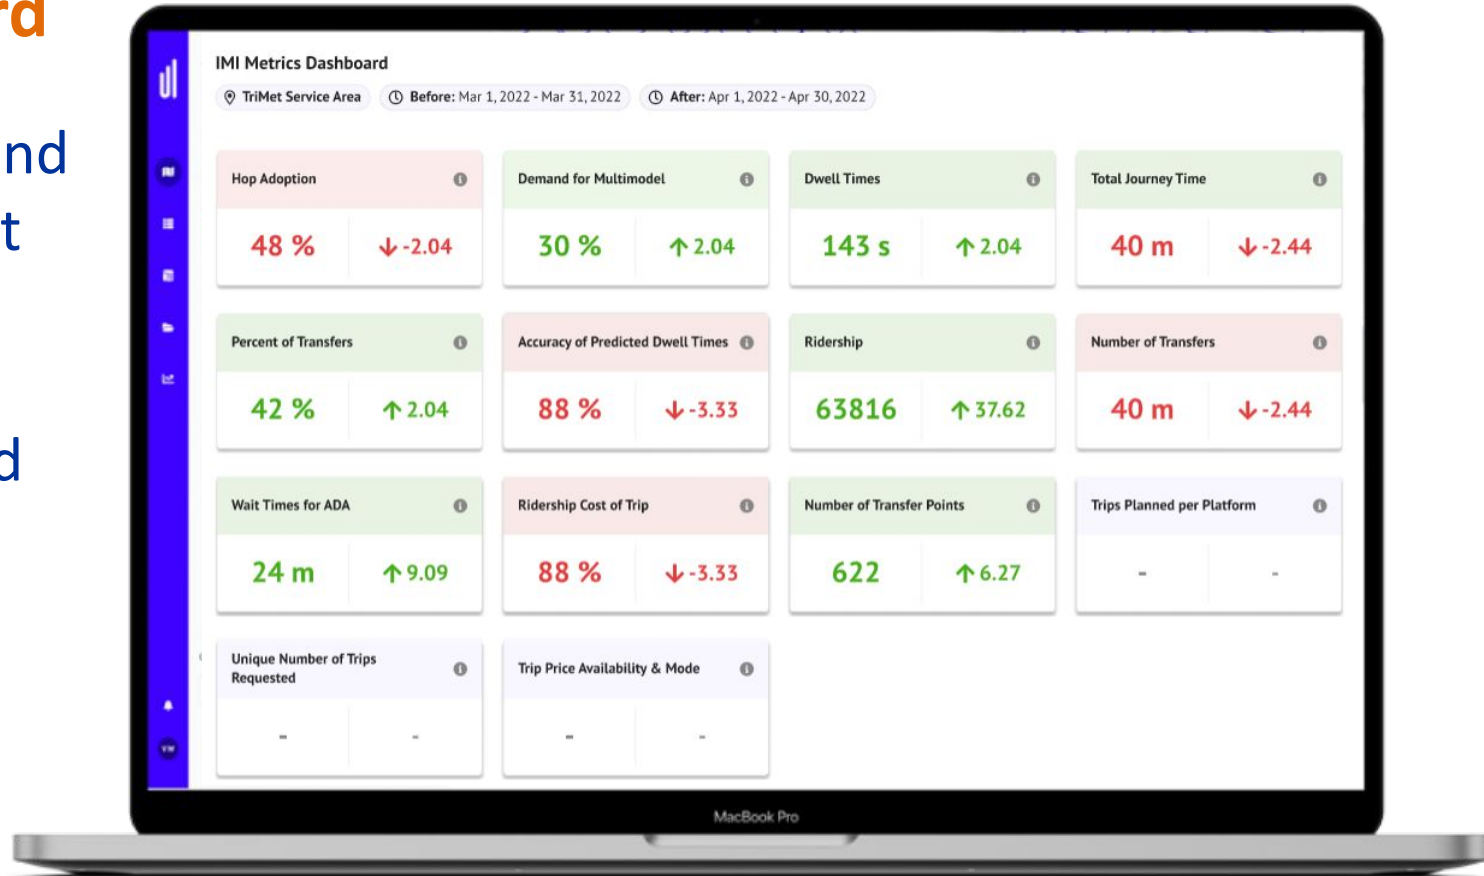 rd
nd
t
d
IMI Metrics Dashboard
TriMet Service Area Before: Mar 1, 2022 - Mar 31, 2022 After: Apr 1, 2022 - Apr 30, 2022
Hop Adoption
48 % -2.04
Demand for Multimodel
30 % 2.04
Dwell Times
143 s 2.04
Total Journey Time
40 m -2.44
Percent of Transfers
42 % 2.04
Accuracy of Predicted Dwell Times
88 % -3.33
Ridership
63816 37.62
Number of Transfers
40 m -2.44
Wait Times for ADA
24 m 9.09
Ridership Cost of Trip
88 % -3.33
Number of Transfer Points
622 6.27
Trips Planned per Platform
- -
Unique Number of Trips
Requested
- -
Trip Price Availability & Mode
- -
MacBook Pro